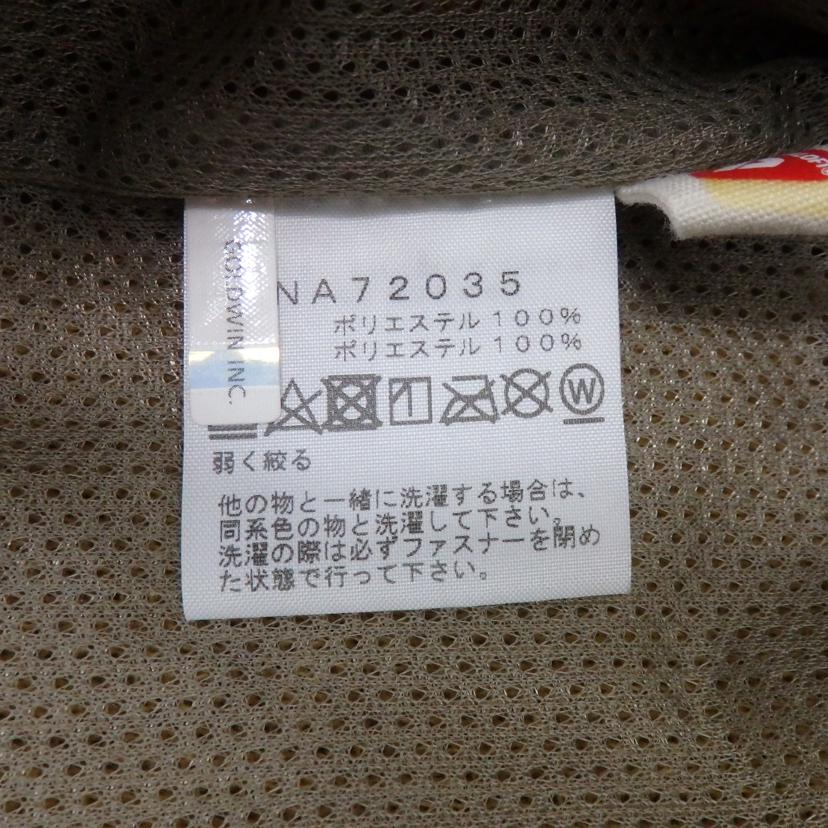 GOLDWIN INC.
NA72035
ポリエステル 100%
ポリエステル 100%
W
弱く絞る
他の物と一緒に洗濯する場合は、
同系色の物と洗濯して下さい。
洗濯の際は必ずファスナーを閉め
た状態で行って下さい。